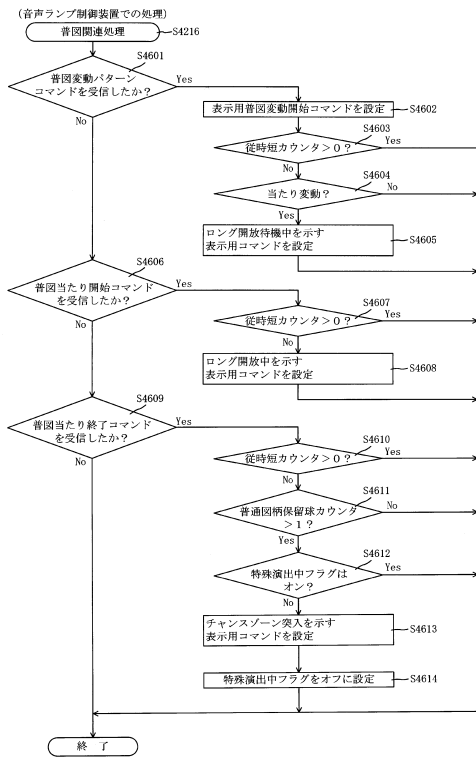 (音声ランプ制御装置での処理)
普図関連処理
S4216
S4601
普図変動パターン
コマンドを受信したか?
Yes
No
表示用普図変動開始コマンドを設定
S4602
S4603
従時短カウンタ>0?
Yes
No
S4604
当たり変動?
No
Yes
ロング開放待機中を示す
表示用コマンドを設定
S4605
S4606
普図当たり開始コマンド
を受信したか?
Yes
No
S4607
従時短カウンタ>0?
Yes
No
ロング開放中を示す
表示用コマンドを設定
S4608
S4609
普図当たり終了コマンド
を受信したか?
Yes
No
S4610
従時短カウンタ>0?
Yes
No
S4611
普通図柄保留球カウンタ
>1?
No
Yes
S4612
特殊演出中フラグは
オン?
Yes
No
チャンスゾーン突入を示す
表示用コマンドを設定
S4613
特殊演出中フラグをオフに設定
S4614
終了